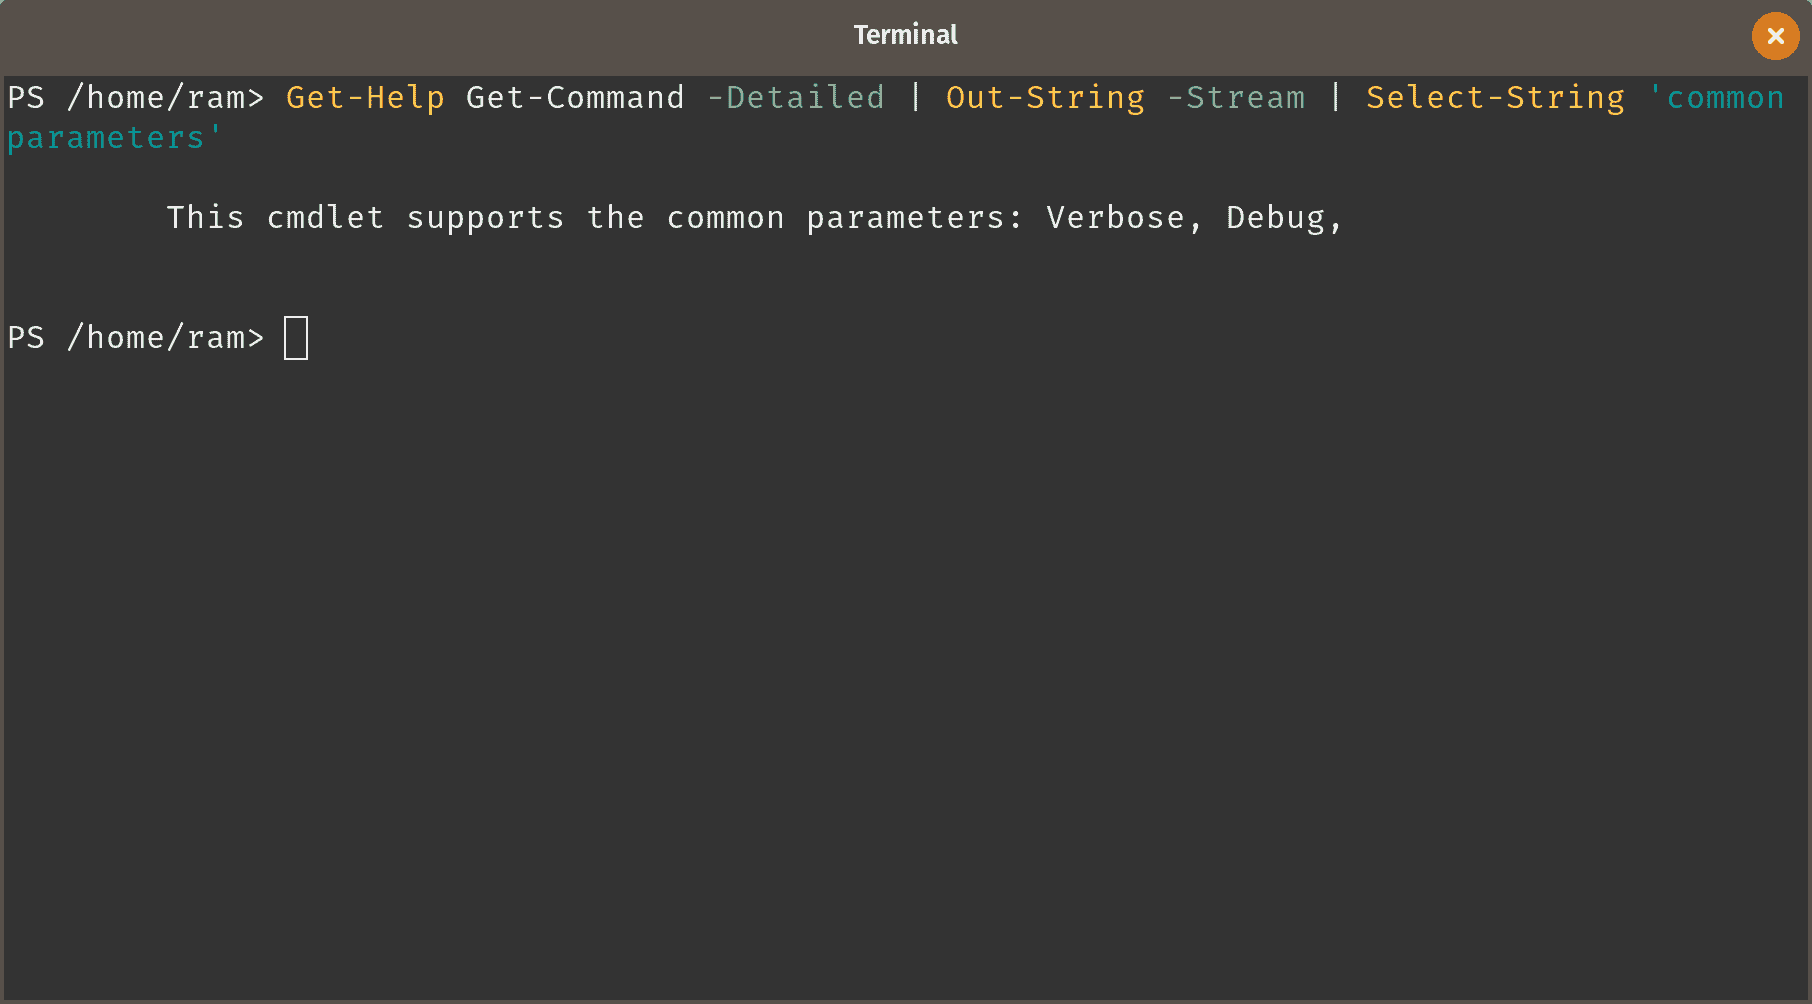 Terminal
PS /home/ram> Get-Help Get-Command -Detailed | Out-String -Stream | Select-String 'common
parameters'
This cmdlet supports the common parameters: Verbose, Debug,
PS /home/ram>